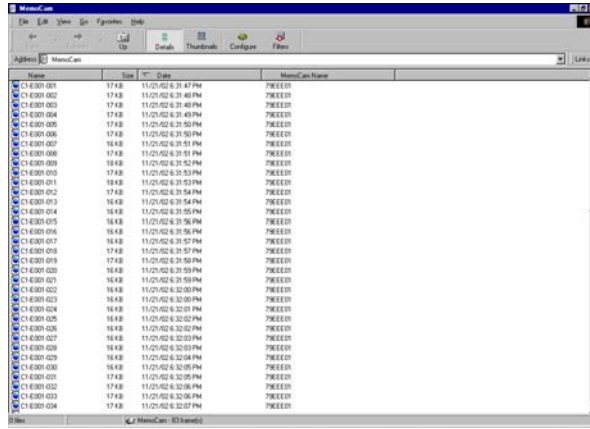 MemoCam
File Edit View Go Favorites Help
Up Details Thumbnails Configure Filters
Address MemoCam Links
Name Size Date MemoCam Name
C1-E001-001 17 KB 11/21/02 6:31:47 PM 79EEE01
C1-E001-002 17 KB 11/21/02 6:31:48 PM 79EEE01
C1-E001-003 17 KB 11/21/02 6:31:48 PM 79EEE01
C1-E001-004 17 KB 11/21/02 6:31:49 PM 79EEE01
C1-E001-005 17 KB 11/21/02 6:31:50 PM 79EEE01
C1-E001-006 17 KB 11/21/02 6:31:50 PM 79EEE01
C1-E001-007 16 KB 11/21/02 6:31:51 PM 79EEE01
C1-E001-008 17 KB 11/21/02 6:31:51 PM 79EEE01
C1-E001-009 18 KB 11/21/02 6:31:52 PM 79EEE01
C1-E001-010 17 KB 11/21/02 6:31:53 PM 79EEE01
C1-E001-011 18 KB 11/21/02 6:31:53 PM 79EEE01
C1-E001-012 17 KB 11/21/02 6:31:54 PM 79EEE01
C1-E001-013 16 KB 11/21/02 6:31:54 PM 79EEE01
C1-E001-014 16 KB 11/21/02 6:31:55 PM 79EEE01
C1-E001-015 16 KB 11/21/02 6:31:56 PM 79EEE01
C1-E001-016 16 KB 11/21/02 6:31:56 PM 79EEE01
C1-E001-017 16 KB 11/21/02 6:31:57 PM 79EEE01
C1-E001-018 17 KB 11/21/02 6:31:57 PM 79EEE01
C1-E001-019 17 KB 11/21/02 6:31:58 PM 79EEE01
C1-E001-020 16 KB 11/21/02 6:31:59 PM 79EEE01
C1-E001-021 16 KB 11/21/02 6:31:59 PM 79EEE01
C1-E001-022 16 KB 11/21/02 6:32:00 PM 79EEE01
C1-E001-023 16 KB 11/21/02 6:32:00 PM 79EEE01
C1-E001-024 16 KB 11/21/02 6:32:01 PM 79EEE01
C1-E001-025 16 KB 11/21/02 6:32:02 PM 79EEE01
C1-E001-026 16 KB 11/21/02 6:32:02 PM 79EEE01
C1-E001-027 16 KB 11/21/02 6:32:03 PM 79EEE01
C1-E001-028 16 KB 11/21/02 6:32:03 PM 79EEE01
C1-E001-029 16 KB 11/21/02 6:32:04 PM 79EEE01
C1-E001-030 16 KB 11/21/02 6:32:05 PM 79EEE01
C1-E001-031 17 KB 11/21/02 6:32:05 PM 79EEE01
C1-E001-032 17 KB 11/21/02 6:32:06 PM 79EEE01
C1-E001-033 17 KB 11/21/02 6:32:06 PM 79EEE01
C1-E001-034 17 KB 11/21/02 6:32:07 PM 79EEE01
MemoCam - 83 frame(s)